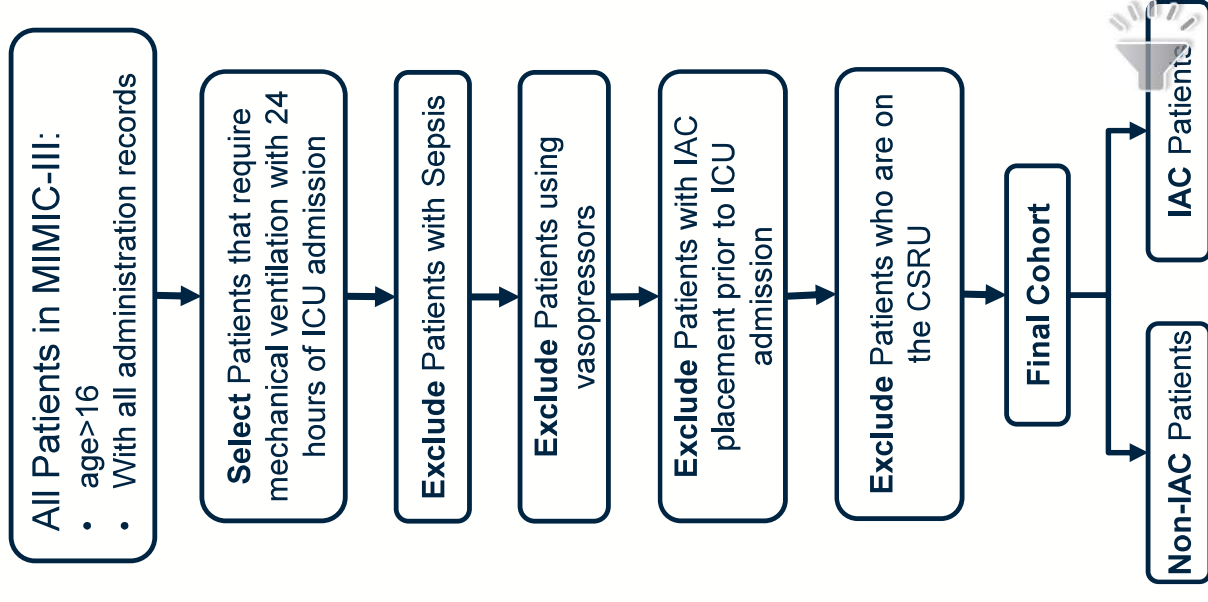 All Patients in MIMIC-III:
• age>16
• With all administration records
Select Patients that require
mechanical ventilation with 24
hours of ICU admission
Exclude Patients with Sepsis
Exclude Patients using
vasopressors
Exclude Patients with IAC
placement prior to ICU
admission
Exclude Patients who are on
the CSRU
Final Cohort
Non-IAC Patients
IAC Patients